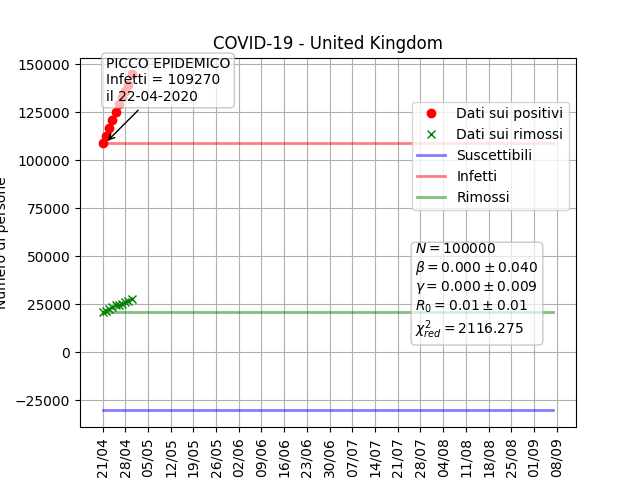 COVID-19 - United Kingdom
PICCO EPIDEMICO
Infetti = 109270
il 22-04-2020
Dati sui positivi
Dati sui rimossi
Suscettibili
Infetti
Rimossi
N = 100000
β = 0.000 ± 0.040
γ = 0.000 ± 0.009
R₀ = 0.01 ± 0.01
χ²red = 2116.275
Numero di persone
150000
125000
100000
75000
50000
25000
0
−25000
21/04
28/04
05/05
12/05
19/05
26/05
02/06
09/06
16/06
23/06
30/06
07/07
14/07
21/07
28/07
04/08
11/08
18/08
25/08
01/09
08/09